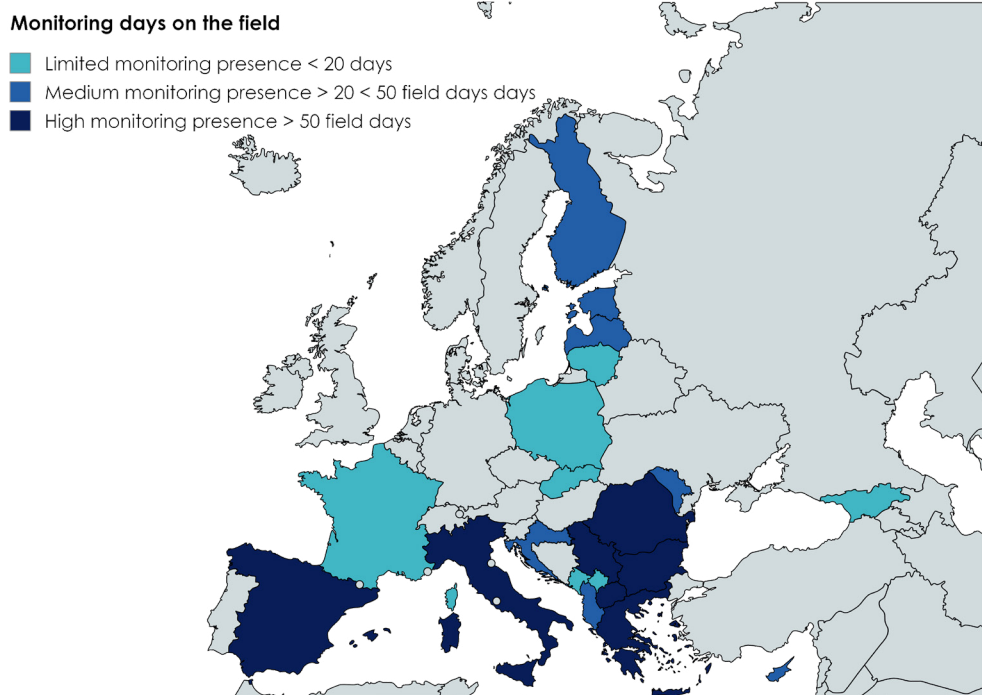 Monitoring days on the field
Limited monitoring presence < 20 days
Medium monitoring presence > 20 < 50 field days days
High monitoring presence > 50 field days